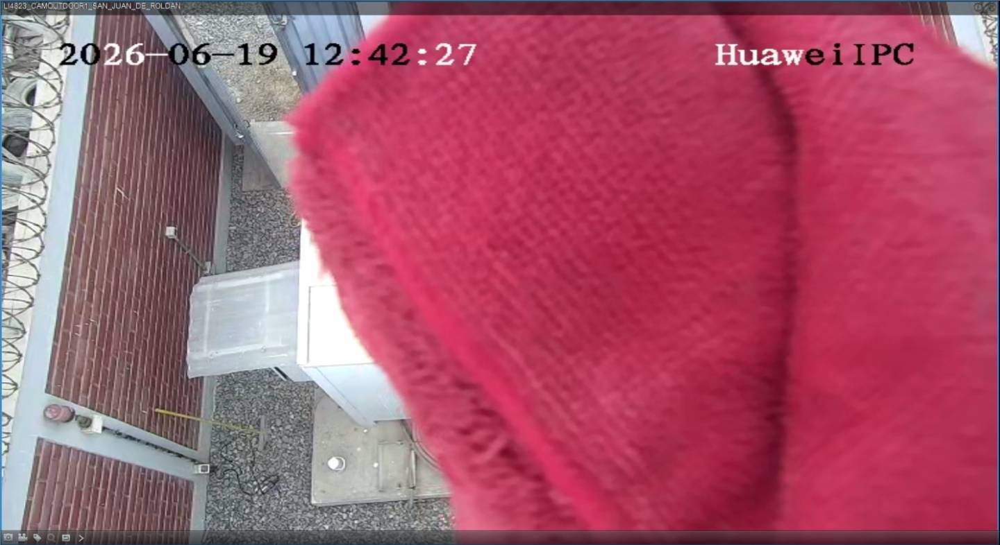 LI4823_CAMOUTDOOR1_SAN_JUAN_DE_ROLDAN
2026-06-19 12:42:27
HuaweiIPC